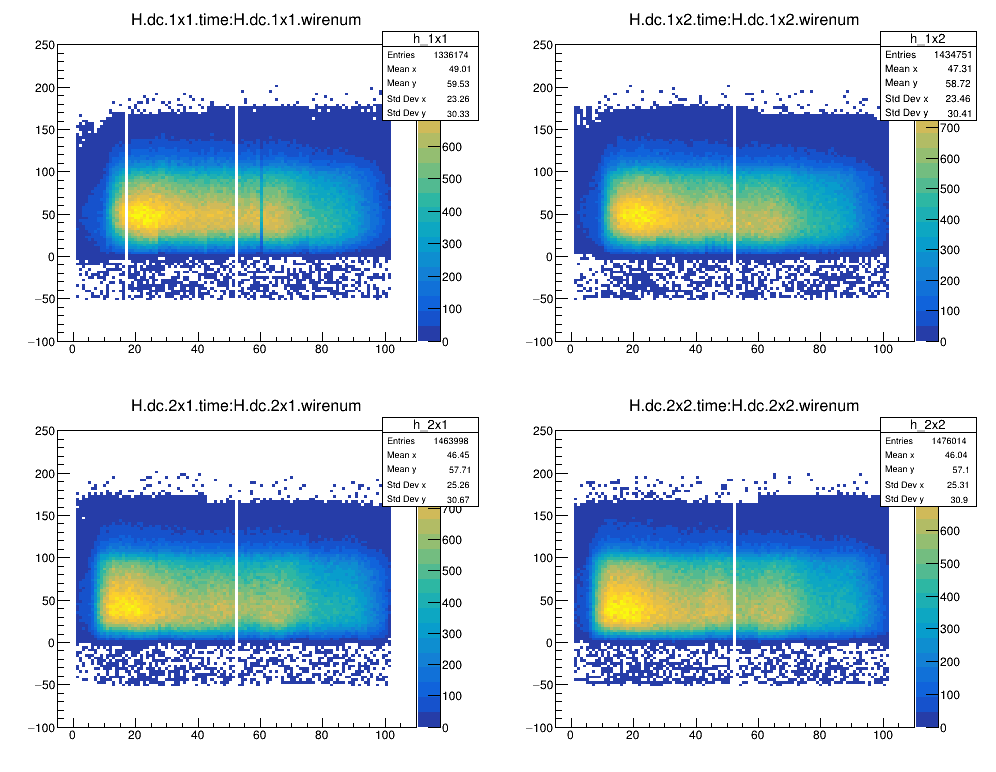 H.dc.1x1.time:H.dc.1x1.wirenum
h_1x1
Entries 1336174
Mean x 49.01
Mean y 59.53
Std Dev x 23.26
Std Dev y 30.33
250
200
150
100
50
0
−50
−100
0 20 40 60 80 100
600
500
400
300
200
100
0
H.dc.1x2.time:H.dc.1x2.wirenum
h_1x2
Entries 1434751
Mean x 47.31
Mean y 58.72
Std Dev x 23.46
Std Dev y 30.41
250
200
150
100
50
0
−50
−100
0 20 40 60 80 100
700
600
500
400
300
200
100
0
H.dc.2x1.time:H.dc.2x1.wirenum
h_2x1
Entries 1463998
Mean x 46.45
Mean y 57.71
Std Dev x 25.26
Std Dev y 30.67
250
200
150
100
50
0
−50
−100
0 20 40 60 80 100
700
600
500
400
300
200
100
0
H.dc.2x2.time:H.dc.2x2.wirenum
h_2x2
Entries 1476014
Mean x 46.04
Mean y 57.1
Std Dev x 25.31
Std Dev y 30.9
250
200
150
100
50
0
−50
−100
0 20 40 60 80 100
600
500
400
300
200
100
0